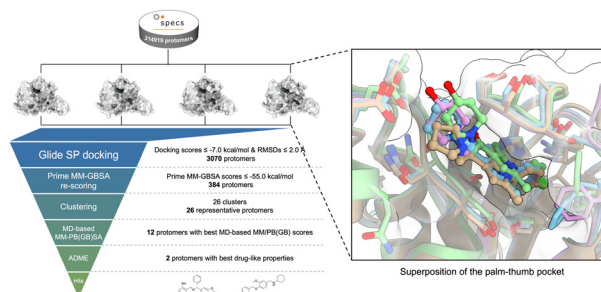 specs
314919 protomers
Glide SP docking
Docking scores ≤ -7.0 kcal/mol & RMSDs ≤ 2.0
3070 protomers
Prime MM-GBSA
re-scoring
Prime MM-GBSA scores ≤ -55.0 kcal/mol
384 protomers
Clustering
26 clusters
26 representative protomers
MD-based
MM-PB(GB)SA
12 protomers with best MD-based MM/PB(GB) scores
ADME
2 protomers with best drug-like properties
Hits
Superposition of the palm-thumb pocket